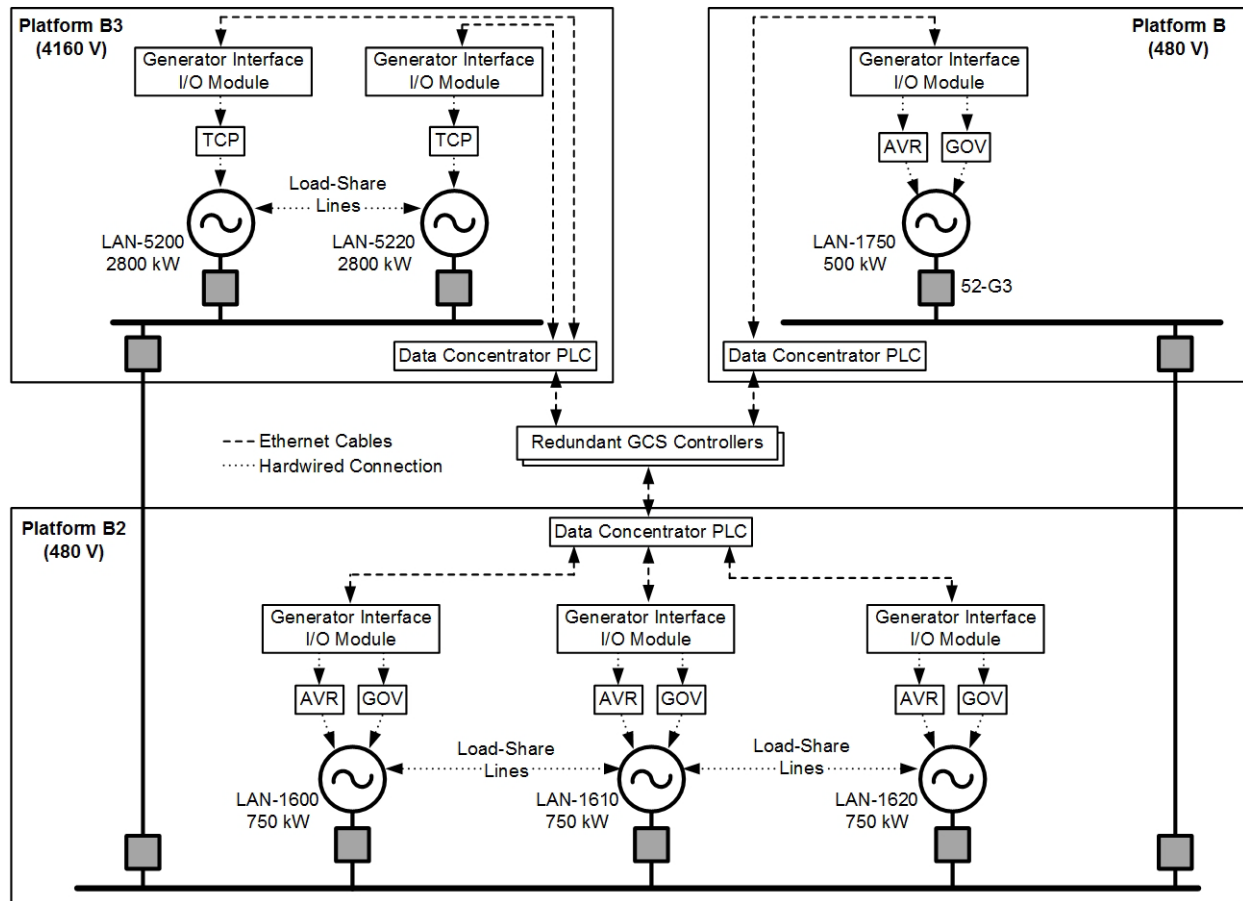 Platform B3
(4160 V)
Generator Interface
I/O Module
Generator Interface
I/O Module
TCP
TCP
Load-Share
Lines
LAN-5200
2800 kW
LAN-5220
2800 kW
Data Concentrator PLC
Platform B
(480 V)
Generator Interface
I/O Module
AVR
GOV
LAN-1750
500 kW
52-G3
Data Concentrator PLC
Redundant GCS Controllers
Ethernet Cables
Hardwired Connection
Platform B2
(480 V)
Data Concentrator PLC
Generator Interface
I/O Module
Generator Interface
I/O Module
Generator Interface
I/O Module
AVR
GOV
AVR
GOV
AVR
GOV
Load-Share
Lines
Load-Share
Lines
LAN-1600
750 kW
LAN-1610
750 kW
LAN-1620
750 kW